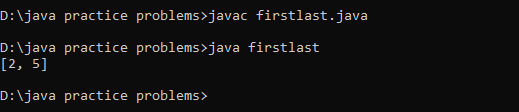 D:\java practice problems>javac firstlast.java
D:\java practice problems>java firstlast
[2, 5]
D:\java practice problems>